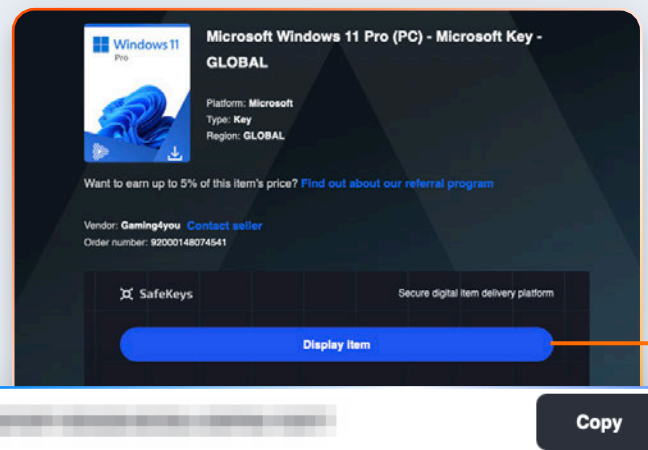 Windows 11
Pro
Microsoft Windows 11 Pro (PC) - Microsoft Key -
GLOBAL
Platform: Microsoft
Type: Key
Region: GLOBAL
Want to earn up to 5% of this item's price? Find out about our referral program
Vendor: Gaming4you Contact seller
Order number: 92000148074541
SafeKeys
Secure digital item delivery platform
Display Item
Copy